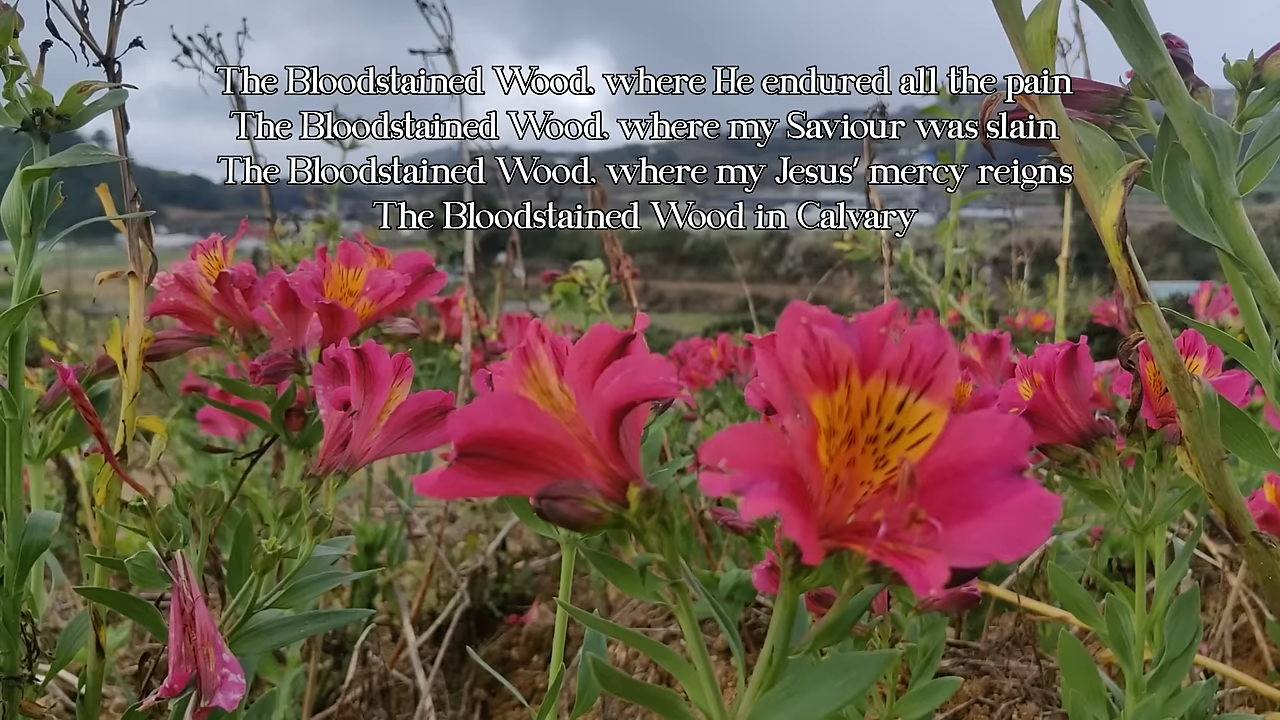 The Bloodstained Wood, where He endured all the pain
The Bloodstained Wood, where my Saviour was slain
The Bloodstained Wood, where my Jesus' mercy reigns
The Bloodstained Wood in Calvary